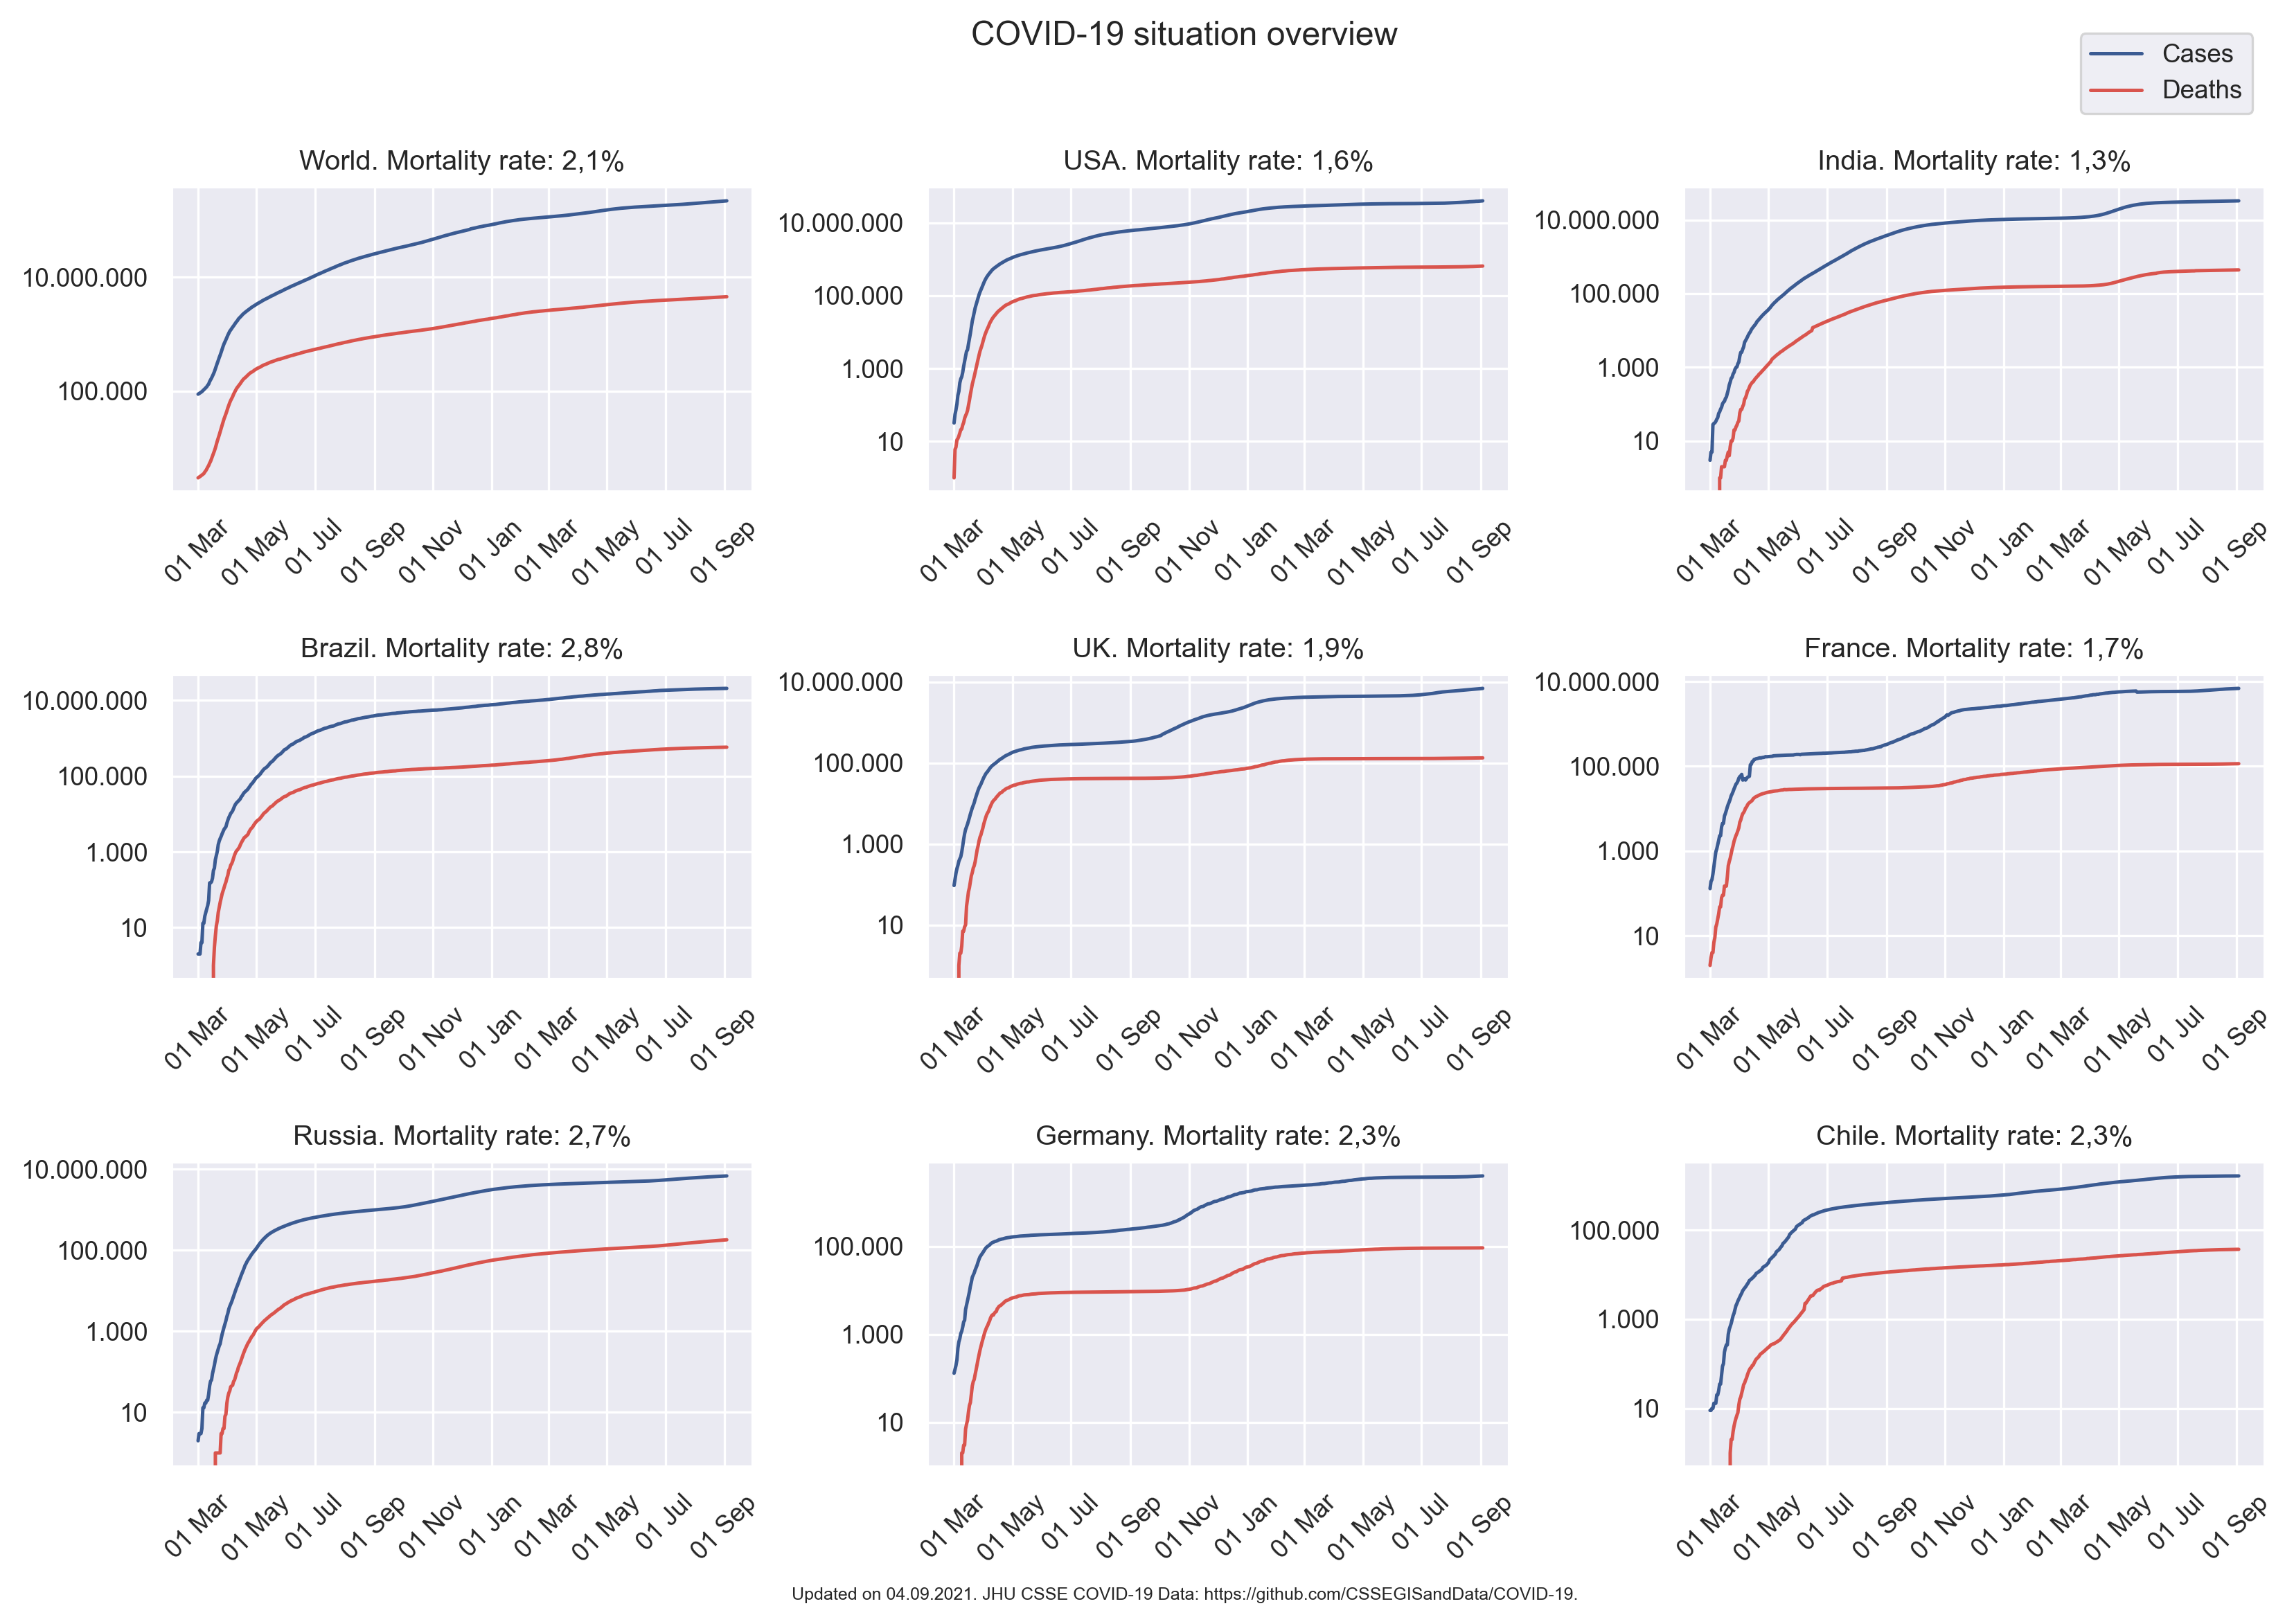 COVID-19 situation overview
Cases
Deaths
World. Mortality rate: 2,1%
10.000.000
100.000
01 Mar
01 May
01 Jul
01 Sep
01 Nov
01 Jan
01 Mar
01 May
01 Jul
01 Sep
USA. Mortality rate: 1,6%
10.000.000
100.000
1.000
10
01 Mar
01 May
01 Jul
01 Sep
01 Nov
01 Jan
01 Mar
01 May
01 Jul
01 Sep
India. Mortality rate: 1,3%
10.000.000
100.000
1.000
10
01 Mar
01 May
01 Jul
01 Sep
01 Nov
01 Jan
01 Mar
01 May
01 Jul
01 Sep
Brazil. Mortality rate: 2,8%
10.000.000
100.000
1.000
10
01 Mar
01 May
01 Jul
01 Sep
01 Nov
01 Jan
01 Mar
01 May
01 Jul
01 Sep
UK. Mortality rate: 1,9%
10.000.000
100.000
1.000
10
01 Mar
01 May
01 Jul
01 Sep
01 Nov
01 Jan
01 Mar
01 May
01 Jul
01 Sep
France. Mortality rate: 1,7%
10.000.000
100.000
1.000
10
01 Mar
01 May
01 Jul
01 Sep
01 Nov
01 Jan
01 Mar
01 May
01 Jul
01 Sep
Russia. Mortality rate: 2,7%
10.000.000
100.000
1.000
10
01 Mar
01 May
01 Jul
01 Sep
01 Nov
01 Jan
01 Mar
01 May
01 Jul
01 Sep
Germany. Mortality rate: 2,3%
100.000
1.000
10
01 Mar
01 May
01 Jul
01 Sep
01 Nov
01 Jan
01 Mar
01 May
01 Jul
01 Sep
Chile. Mortality rate: 2,3%
100.000
1.000
10
01 Mar
01 May
01 Jul
01 Sep
01 Nov
01 Jan
01 Mar
01 May
01 Jul
01 Sep
Updated on 04.09.2021. JHU CSSE COVID-19 Data: https://github.com/CSSEGISandData/COVID-19.